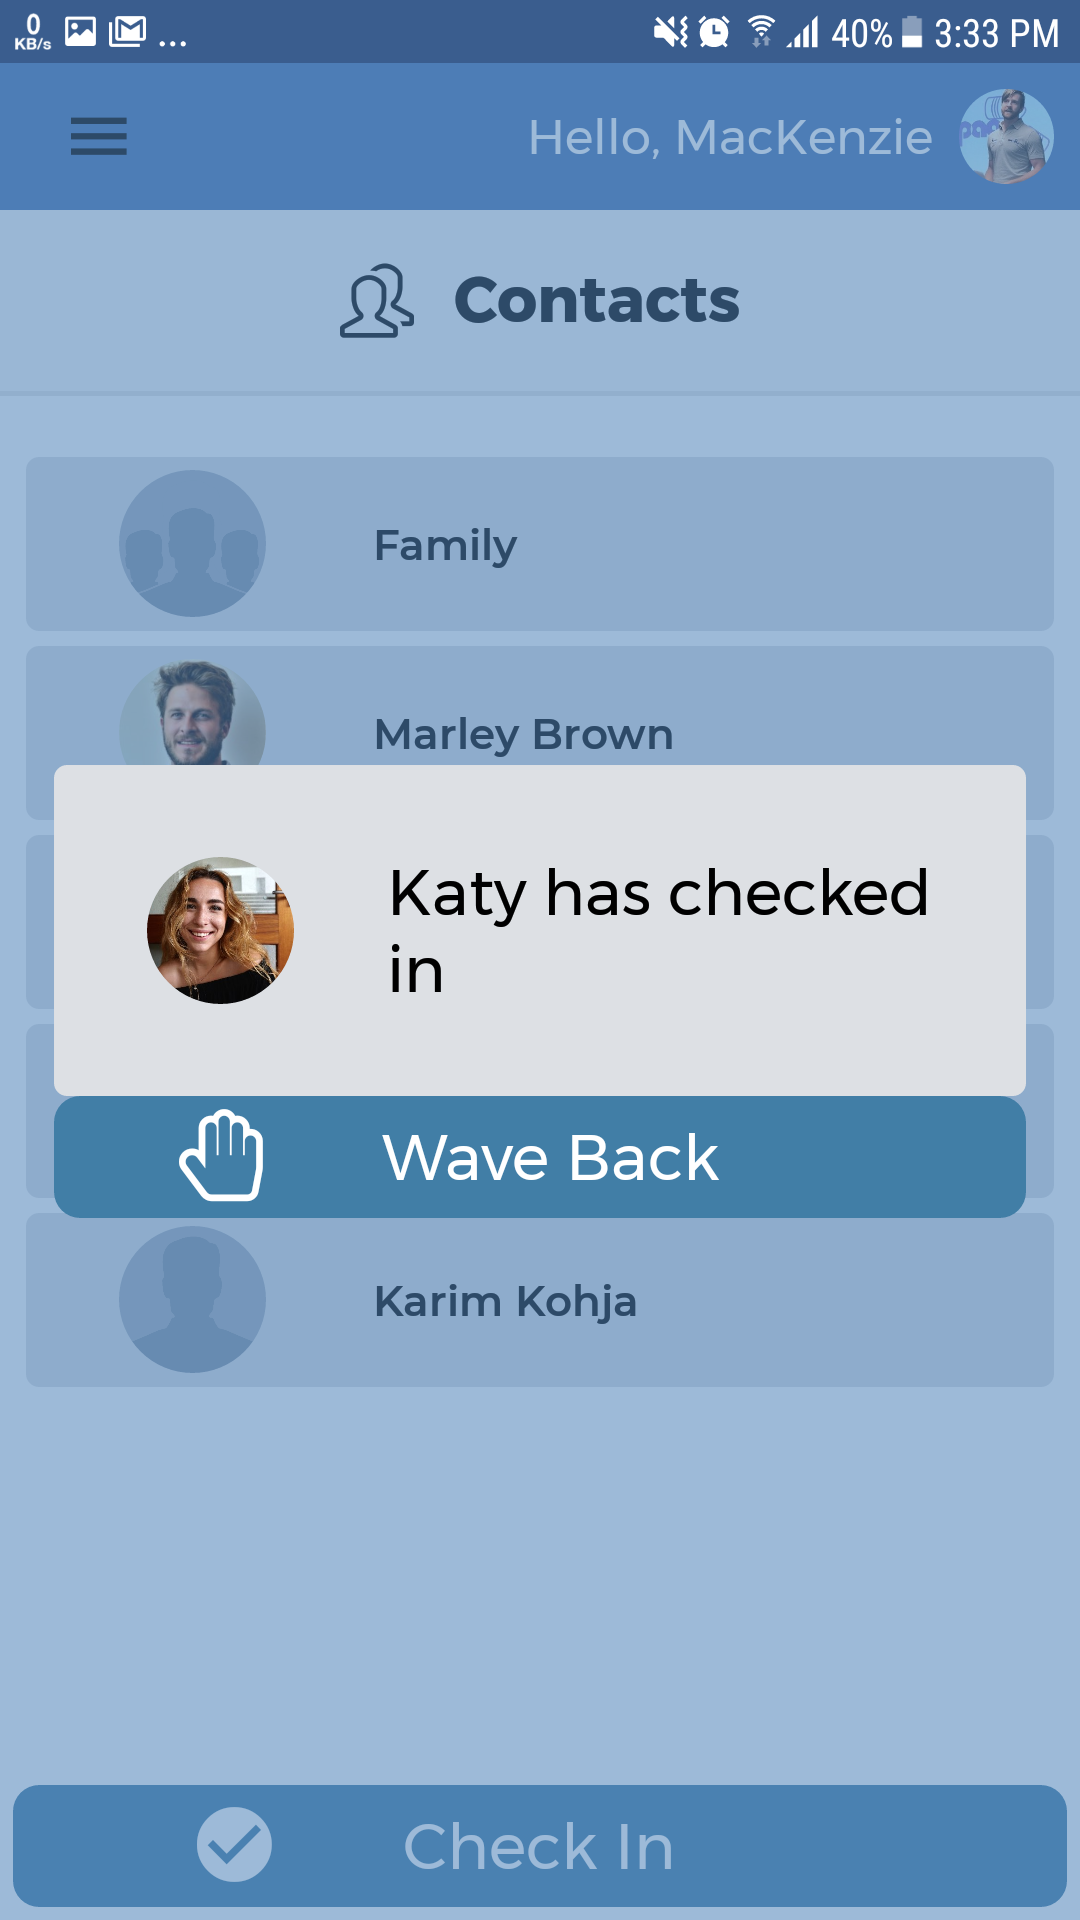 0
KB/s
...
40%
3:33 PM
Hello, MacKenzie
Contacts
Family
Marley Brown
Katy has checked
in
Wave Back
Karim Kohja
Check In